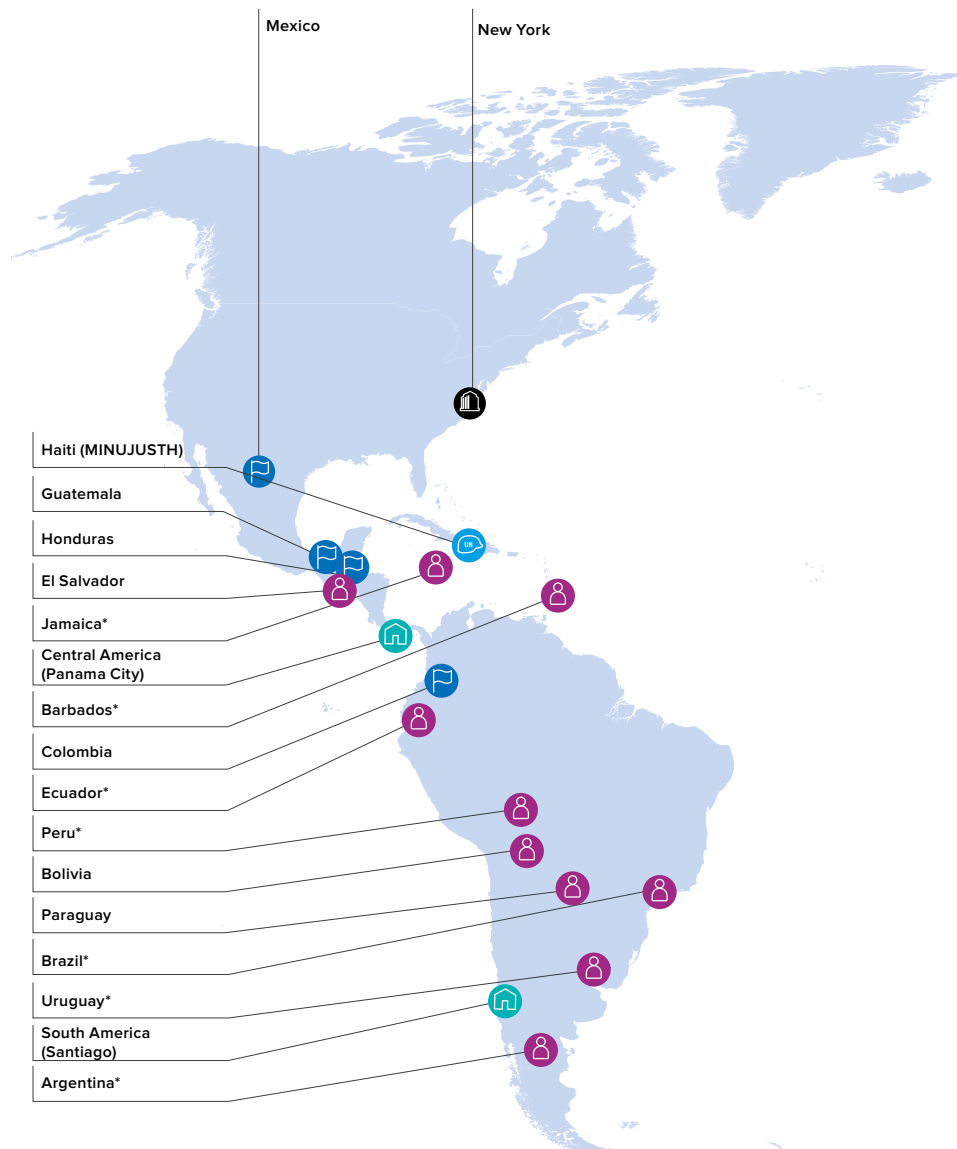 Mexico
New York
Haiti (MINUJUSTH)
Guatemala
Honduras
El Salvador
Jamaica*
Central America
(Panama City)
Barbados*
Colombia
Ecuador*
Peru*
Bolivia
Paraguay
Brazil*
Uruguay*
South America
(Santiago)
Argentina*
UN